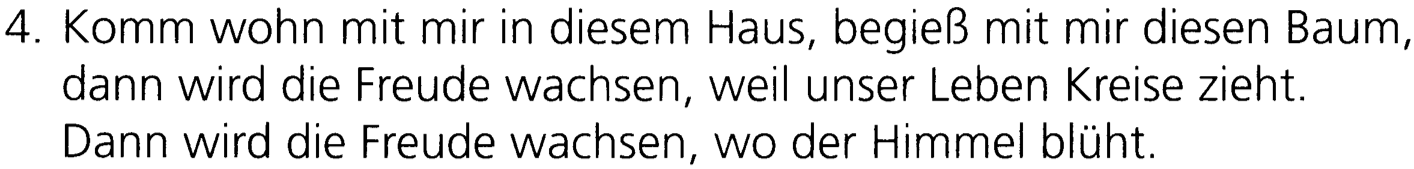 4. Komm wohn mit mir in diesem Haus, begieß mit mir diesen Baum,
dann wird die Freude wachsen, weil unser Leben Kreise zieht.
Dann wird die Freude wachsen, wo der Himmel blüht.